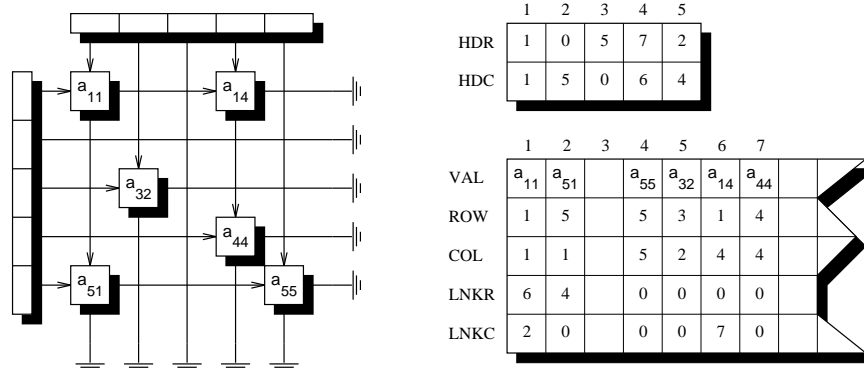 a11 a14
a32
a44
a51 a55
1 2 3 4 5
HDR 1 0 5 7 2
HDC 1 5 0 6 4
1 2 3 4 5 6 7
VAL a11 a51 a55 a32 a14 a44
ROW 1 5 5 3 1 4
COL 1 1 5 2 4 4
LNKR 6 4 0 0 0 0
LNKC 2 0 0 0 7 0